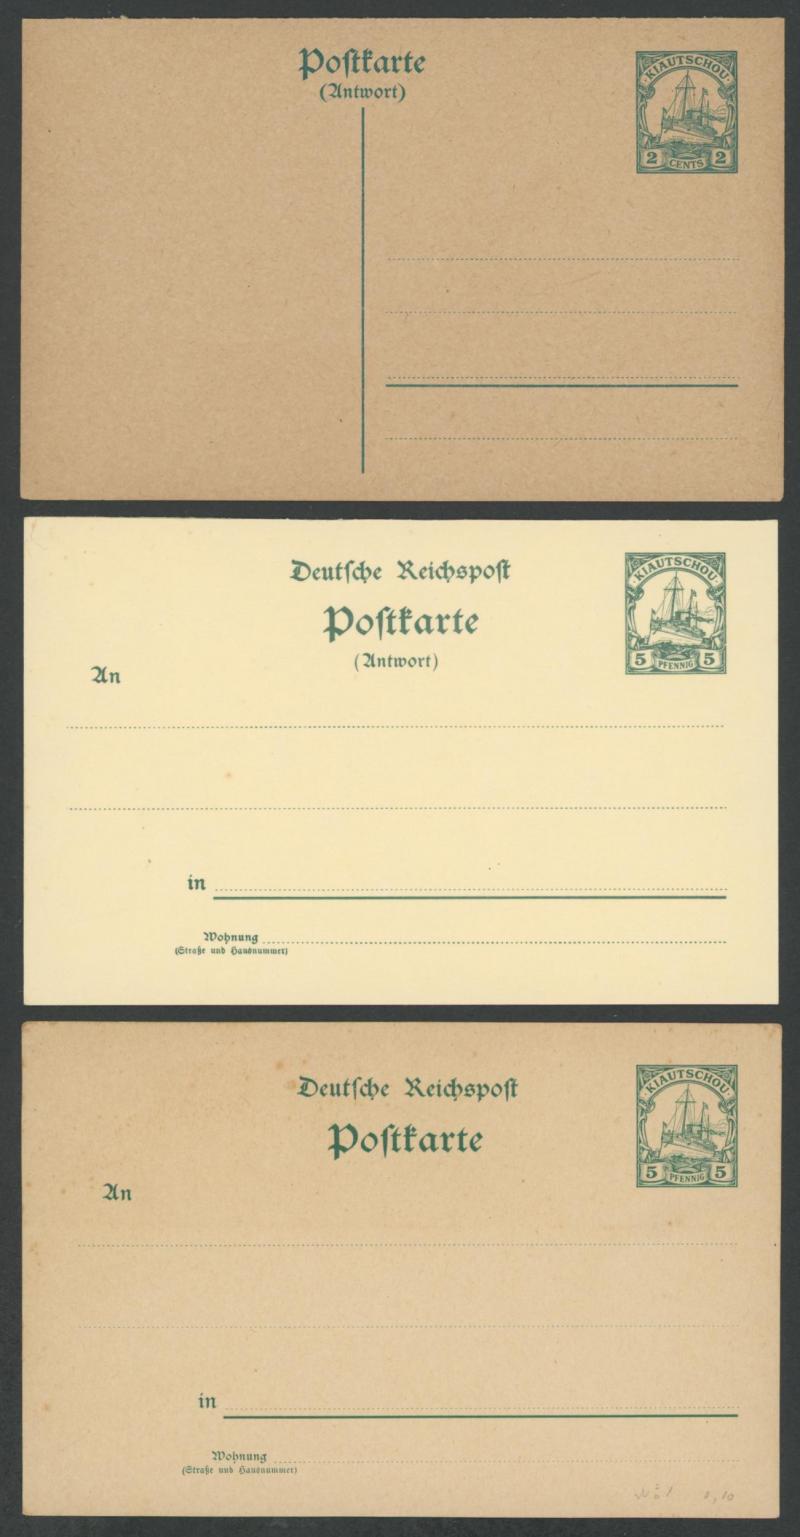 Poſtkarte
(Antwort)
KIAUTSCHOU
2 CENTS 2
Deutſche Reichspoſt
KIAUTSCHOU
Poſtkarte
(Antwort)
5 PFENNIG 5
An
in
Wohnung
(Straße und Hausnummer)
Deutſche Reichspoſt
KIAUTSCHOU
Poſtkarte
5 PFENNIG 5
An
in
Wohnung
(Straße und Hausnummer)